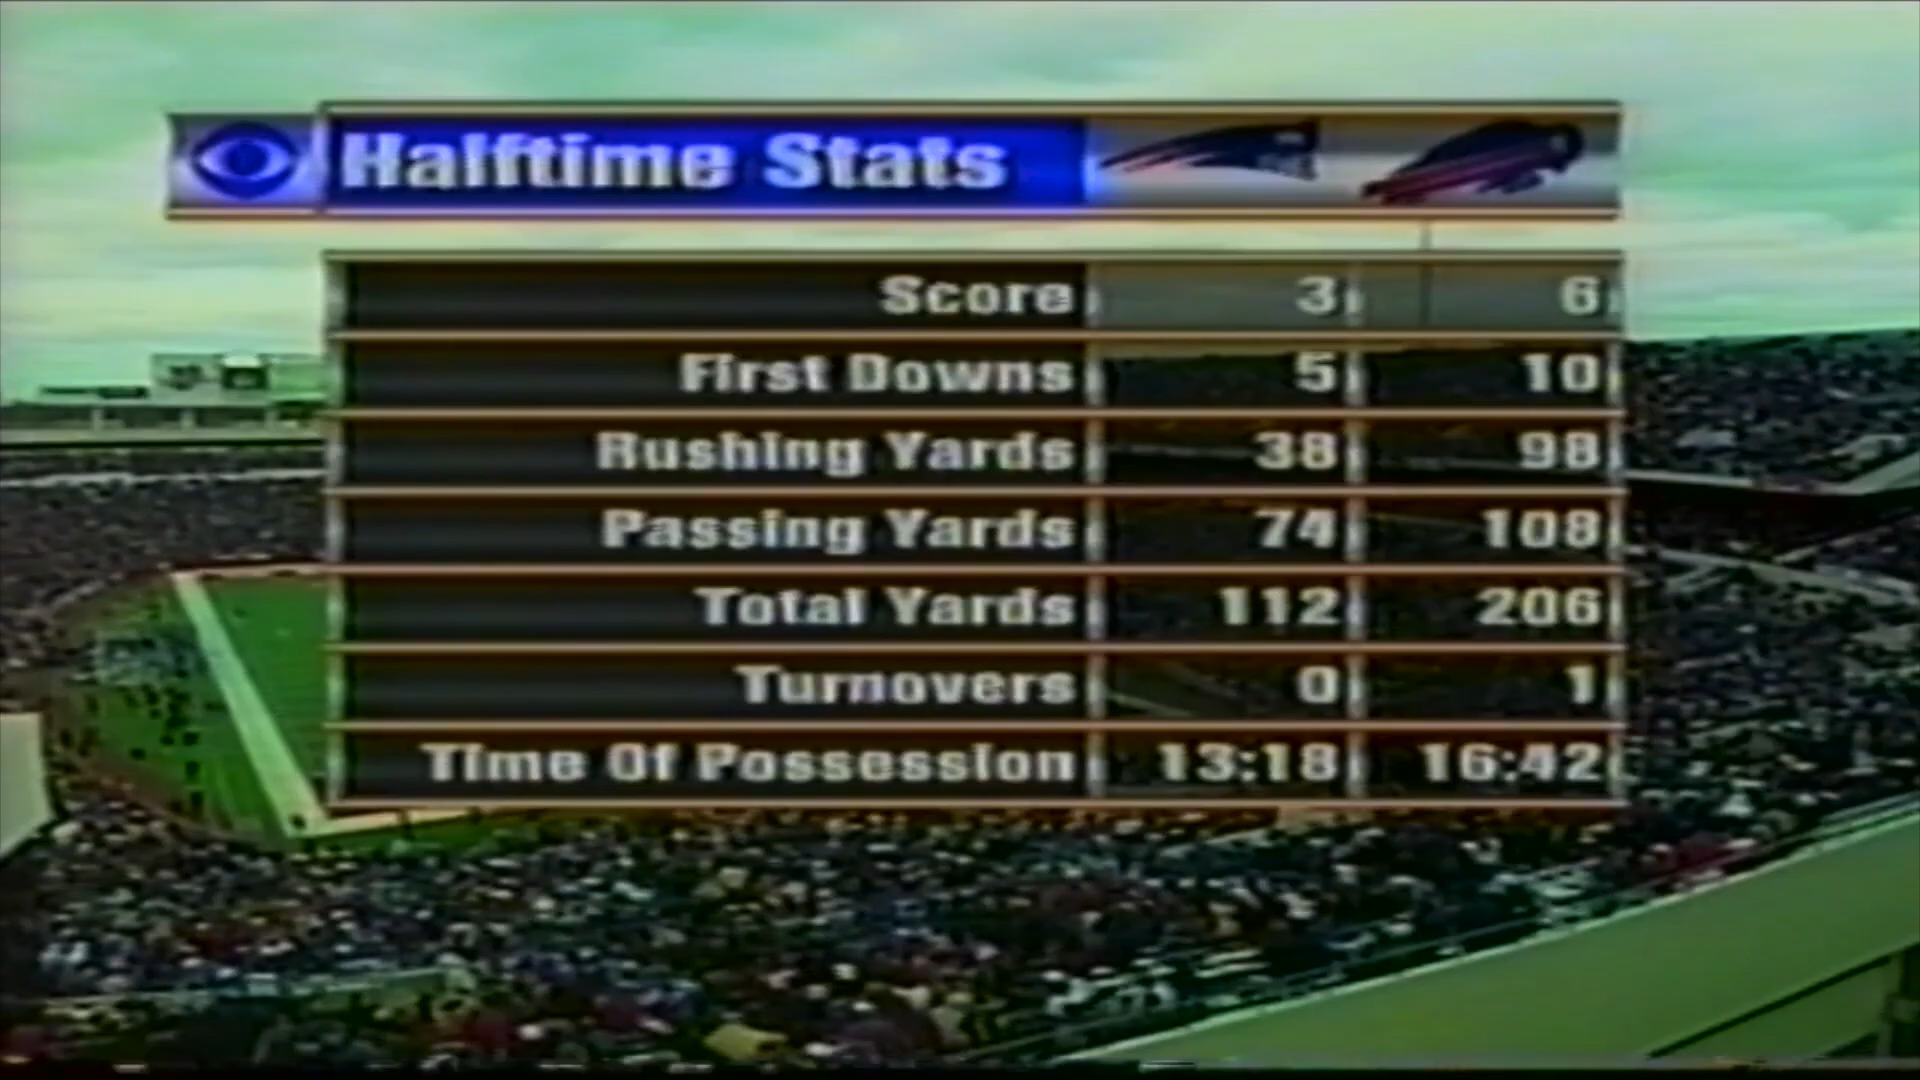 Halftime Stats
Score 3 6
First Downs 5 10
Rushing Yards 38 98
Passing Yards 74 108
Total Yards 112 206
Turnovers 0 1
Time Of Possession 13:18 16:42